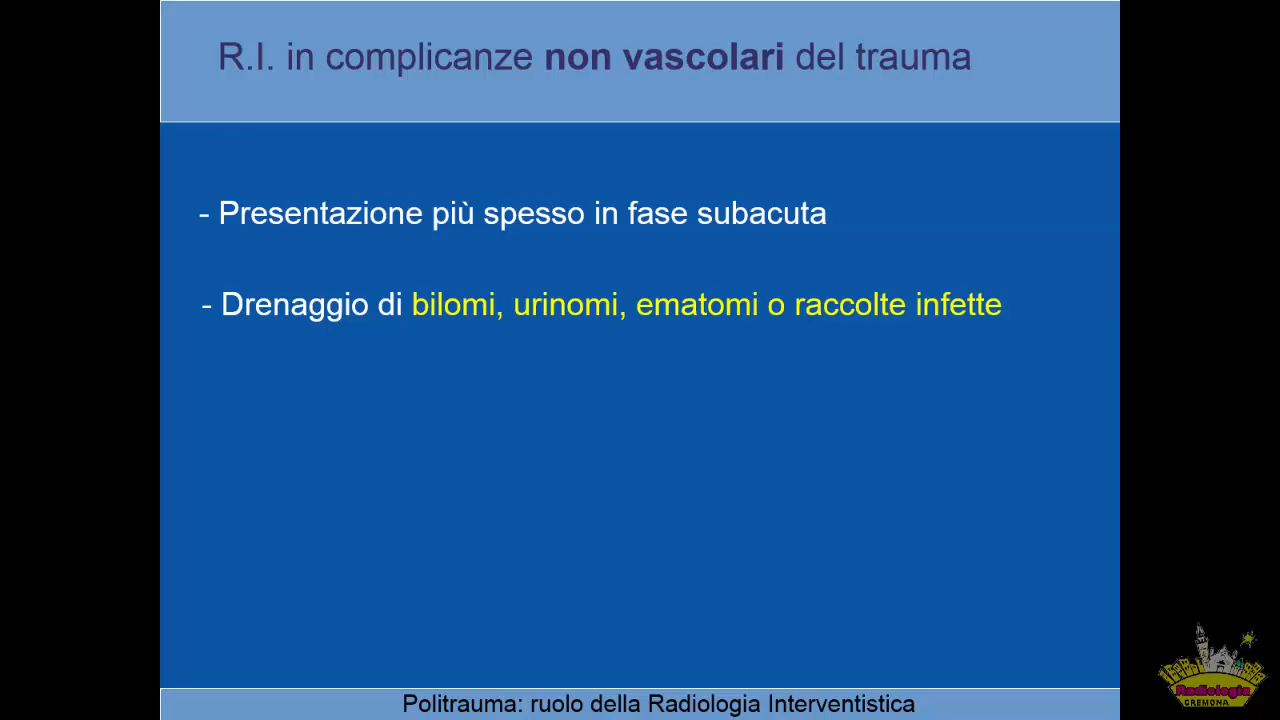 R.I. in complicanze non vascolari del trauma
- Presentazione più spesso in fase subacuta
- Drenaggio di bilomi, urinomi, ematomi o raccolte infette
Politrauma: ruolo della Radiologia Interventistica
Radiologia
CREMONA